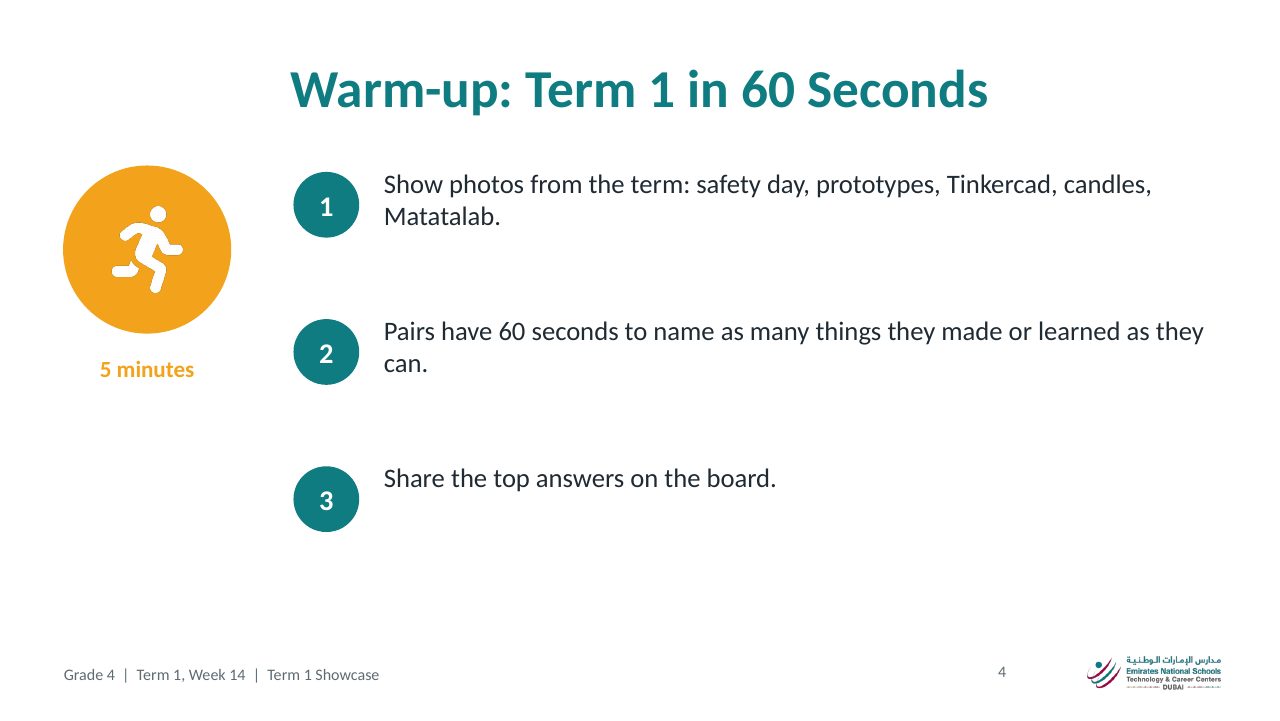 Warm-up: Term 1 in 60 Seconds
1
Show photos from the term: safety day, prototypes, Tinkercad, candles,
Matatalab.
2
Pairs have 60 seconds to name as many things they made or learned as they
can.
5 minutes
3
Share the top answers on the board.
Grade 4 | Term 1, Week 14 | Term 1 Showcase
4
مدارس الإمارات الوطنية
Emirates National Schools
Technology & Career Centers
DUBAI